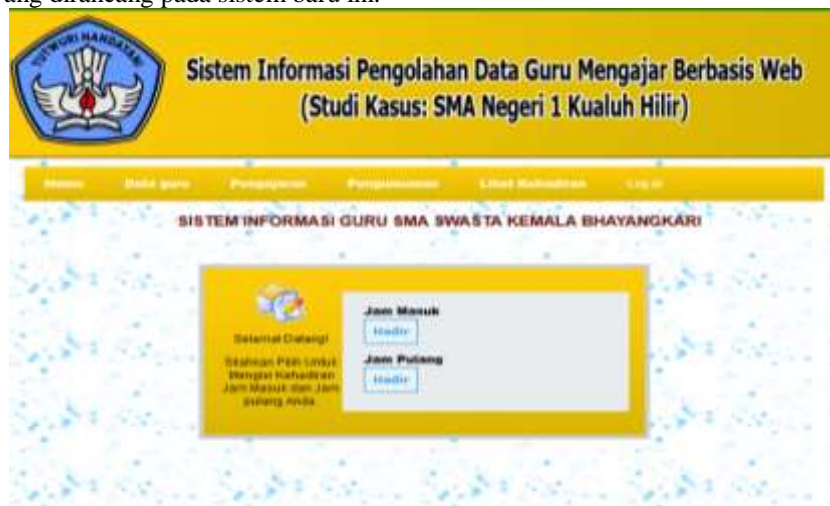 ang dirancang pada sistem baru ini.
TUT WURI HANDAYANI
Sistem Informasi Pengolahan Data Guru Mengajar Berbasis Web
(Studi Kasus: SMA Negeri 1 Kualuh Hilir)
Home Data guru Pengajaran Pengumuman Lihat Kehadiran Log in
SISTEM INFORMASI GURU SMA SWASTA KEMALA BHAYANGKARI
Selamat Datang!
Silahkan Pilih Untuk
Mengisi Kehadiran
Jam Masuk dan Jam
pulang Anda.
Jam Masuk
Hadir
Jam Pulang
Hadir